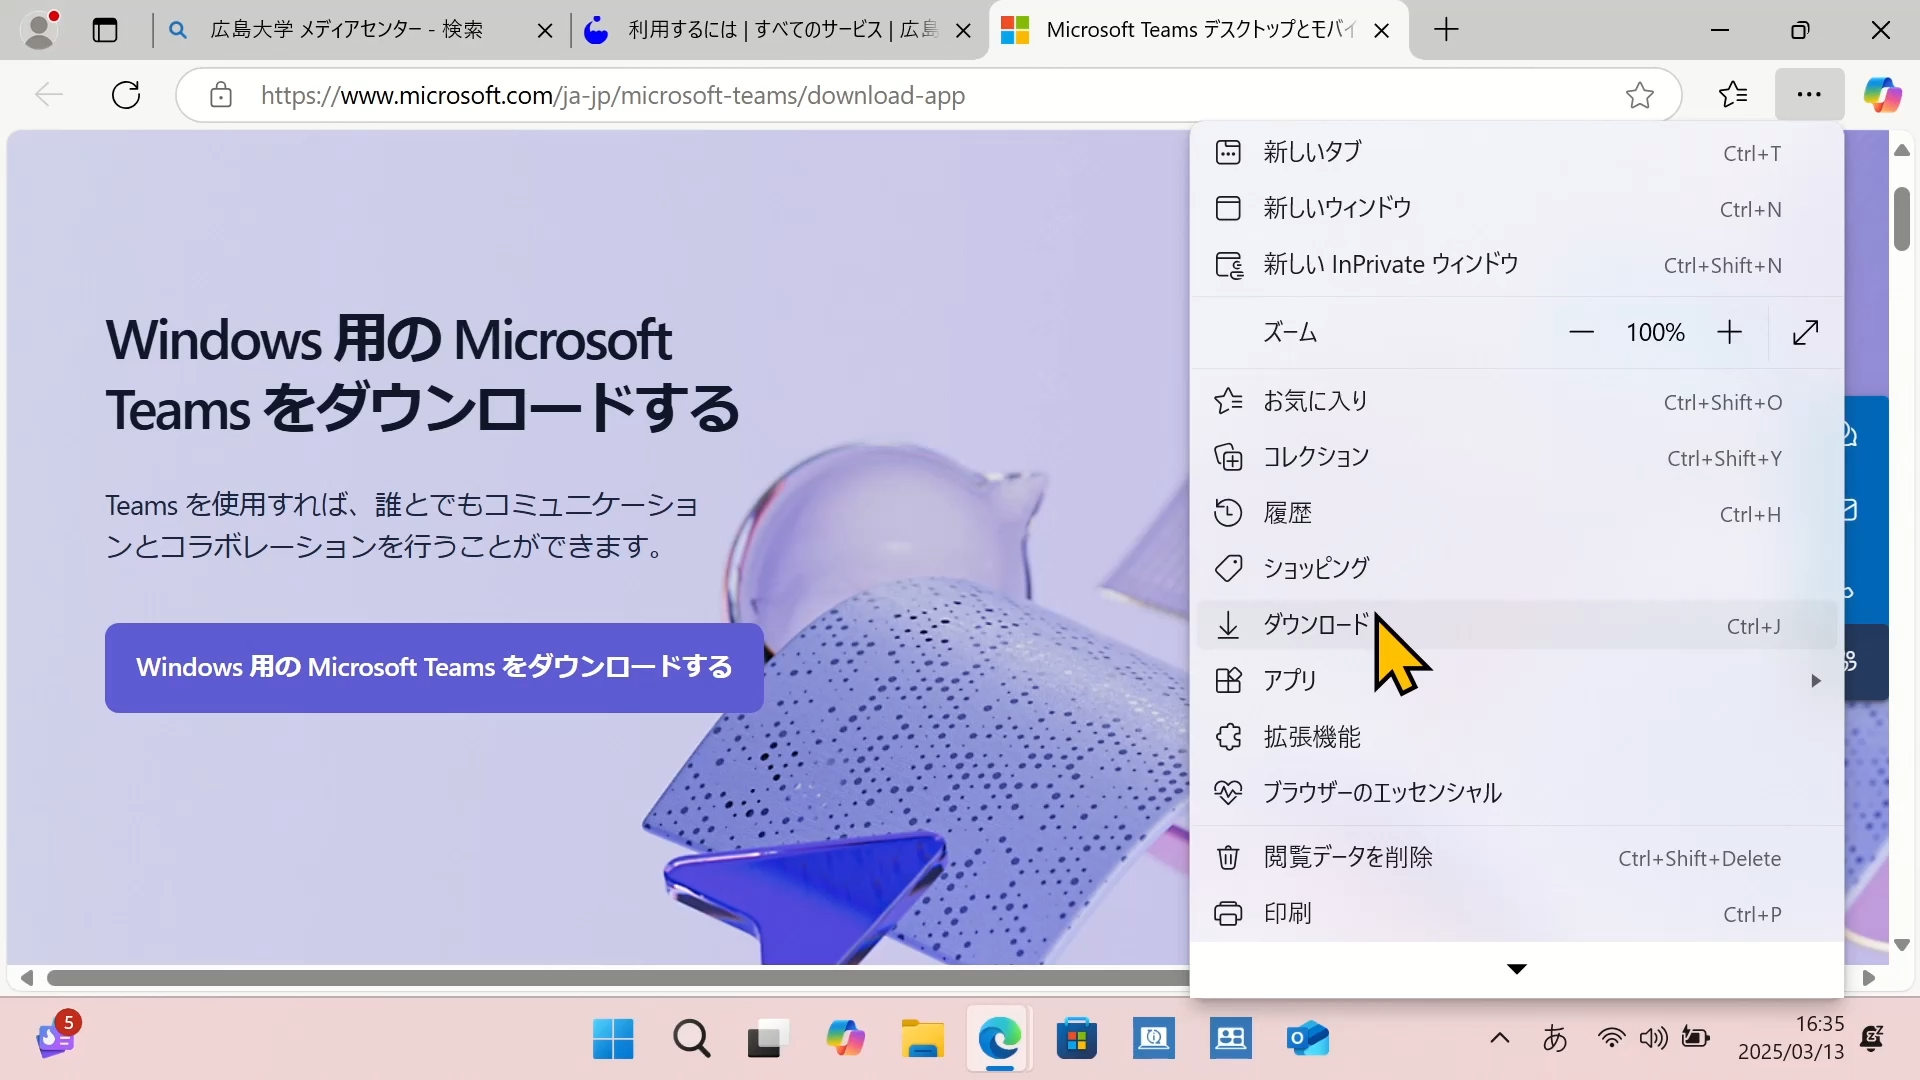 広島大学 メディアセンター - 検索
利用するには | すべてのサービス | 広島
Microsoft Teams デスクトップとモバイ
https://www.microsoft.com/ja-jp/microsoft-teams/download-app
Windows 用の Microsoft
Teams をダウンロードする
Teams を使用すれば、誰とでもコミュニケーショ
ンとコラボレーションを行うことができます。
Windows 用の Microsoft Teams をダウンロードする
新しいタブ Ctrl+T
新しいウィンドウ Ctrl+N
新しい InPrivate ウィンドウ Ctrl+Shift+N
ズーム 100%
お気に入り Ctrl+Shift+O
コレクション Ctrl+Shift+Y
履歴 Ctrl+H
ショッピング
ダウンロード Ctrl+J
アプリ
拡張機能
ブラウザーのエッセンシャル
閲覧データを削除 Ctrl+Shift+Delete
印刷 Ctrl+P
5
あ
16:35
2025/03/13